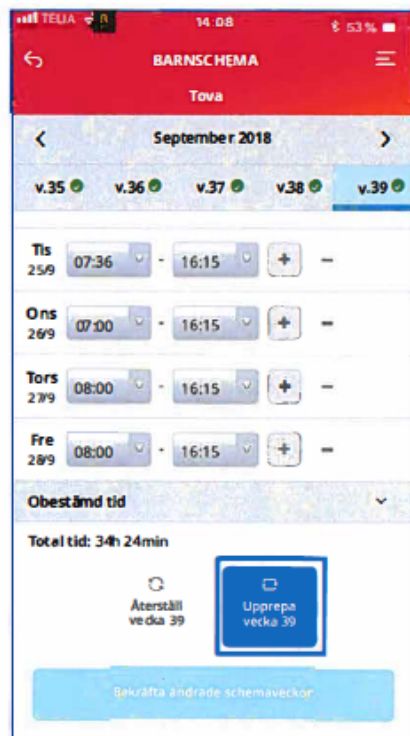 TELIA 14:08 53 %
BARNSCHEMA
Tova
September 2018
v.35 v.36 v.37 v.38 v.39
Tis
25/9 07:36 - 16:15 + -
Ons
26/9 07:00 - 16:15 + -
Tors
27/9 08:00 - 16:15 + -
Fre
28/9 08:00 - 16:15 + -
Obestämd tid
Total tid: 34h 24min
Återställ
vecka 39
Upprepa
vecka 39
Bekräfta ändrade schemaveckor